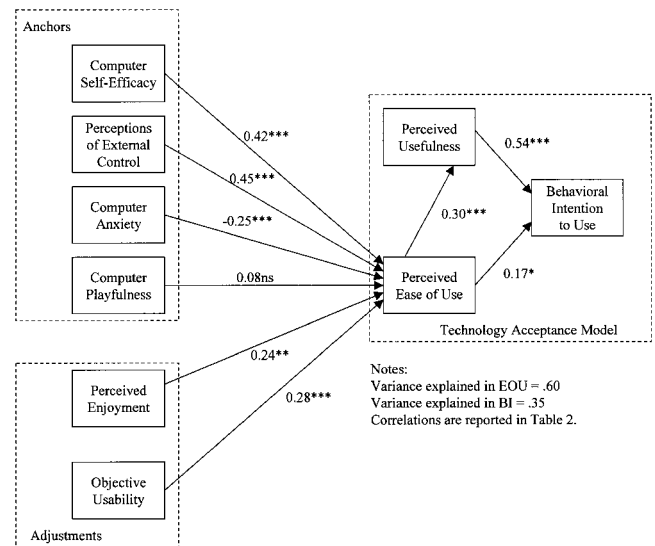 Anchors
Computer
Self-Efficacy
Perceptions
of External
Control
Computer
Anxiety
Computer
Playfulness
0.42***
0.45***
-0.25***
0.08ns
Perceived
Enjoyment
Objective
Usability
Adjustments
0.24**
0.28***
Perceived
Usefulness
0.54***
Behavioral
Intention
to Use
0.30***
0.17*
Perceived
Ease of Use
Technology Acceptance Model
Notes:
Variance explained in EOU = .60
Variance explained in BI = .35
Correlations are reported in Table 2.